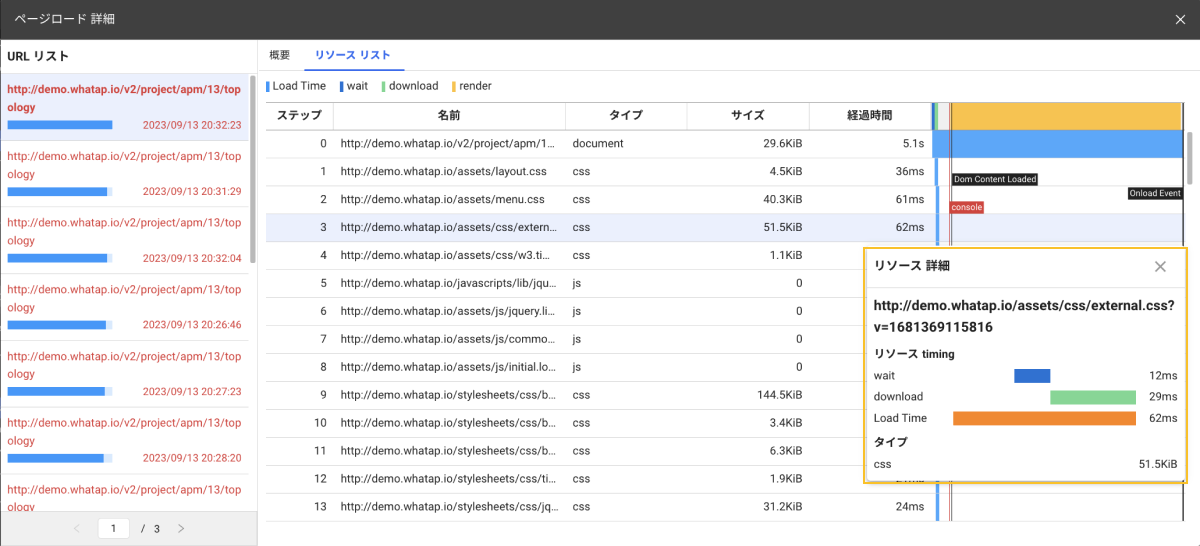 ページロード 詳細
URL リスト
http://demo.whatap.io/v2/project/apm/13/top
ology
2023/09/13 20:32:23
http://demo.whatap.io/v2/project/apm/13/top
ology
2023/09/13 20:31:29
http://demo.whatap.io/v2/project/apm/13/top
ology
2023/09/13 20:32:04
http://demo.whatap.io/v2/project/apm/13/top
ology
2023/09/13 20:26:46
http://demo.whatap.io/v2/project/apm/13/top
ology
2023/09/13 20:27:23
http://demo.whatap.io/v2/project/apm/13/top
ology
2023/09/13 20:28:20
http://demo.whatap.io/v2/project/apm/13/top
ology
1 / 3
概要 リソース リスト
Load Time wait download render
ステップ 名前 タイプ サイズ 経過時間
0 http://demo.whatap.io/v2/project/apm/1... document 29.6KiB 5.1s
1 http://demo.whatap.io/assets/layout.css css 4.5KiB 36ms
Dom Content Loaded
2 http://demo.whatap.io/assets/menu.css css 40.3KiB 61ms
Onload Event
console
3 http://demo.whatap.io/assets/css/extern... css 51.5KiB 62ms
4 http://demo.whatap.io/assets/css/w3.ti... css 1.1KiB
5 http://demo.whatap.io/javascripts/lib/jqu... js 0
6 http://demo.whatap.io/assets/js/jquery.li... js 0
7 http://demo.whatap.io/assets/js/commo... js 0
8 http://demo.whatap.io/assets/js/initial.lo... js 0
9 http://demo.whatap.io/stylesheets/css/b... css 144.5KiB
10 http://demo.whatap.io/stylesheets/css/b... css 3.4KiB
11 http://demo.whatap.io/stylesheets/css/b... css 6.3KiB
12 http://demo.whatap.io/stylesheets/css/ti... css 1.9KiB
13 http://demo.whatap.io/stylesheets/css/jq... css 31.2KiB 24ms
リソース 詳細
http://demo.whatap.io/assets/css/external.css?
v=1681369115816
リソース timing
wait 12ms
download 29ms
Load Time 62ms
タイプ
css 51.5KiB